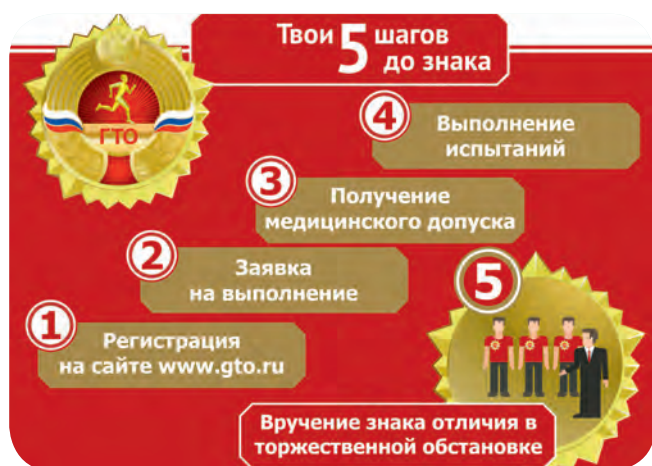 Твои 5 шагов
до знака
ГТО
4
Выполнение
испытаний
3
Получение
медицинского допуска
2
Заявка
на выполнение
1
Регистрация
на сайте www.gto.ru
5
Вручение знака отличия в
торжественной обстановке